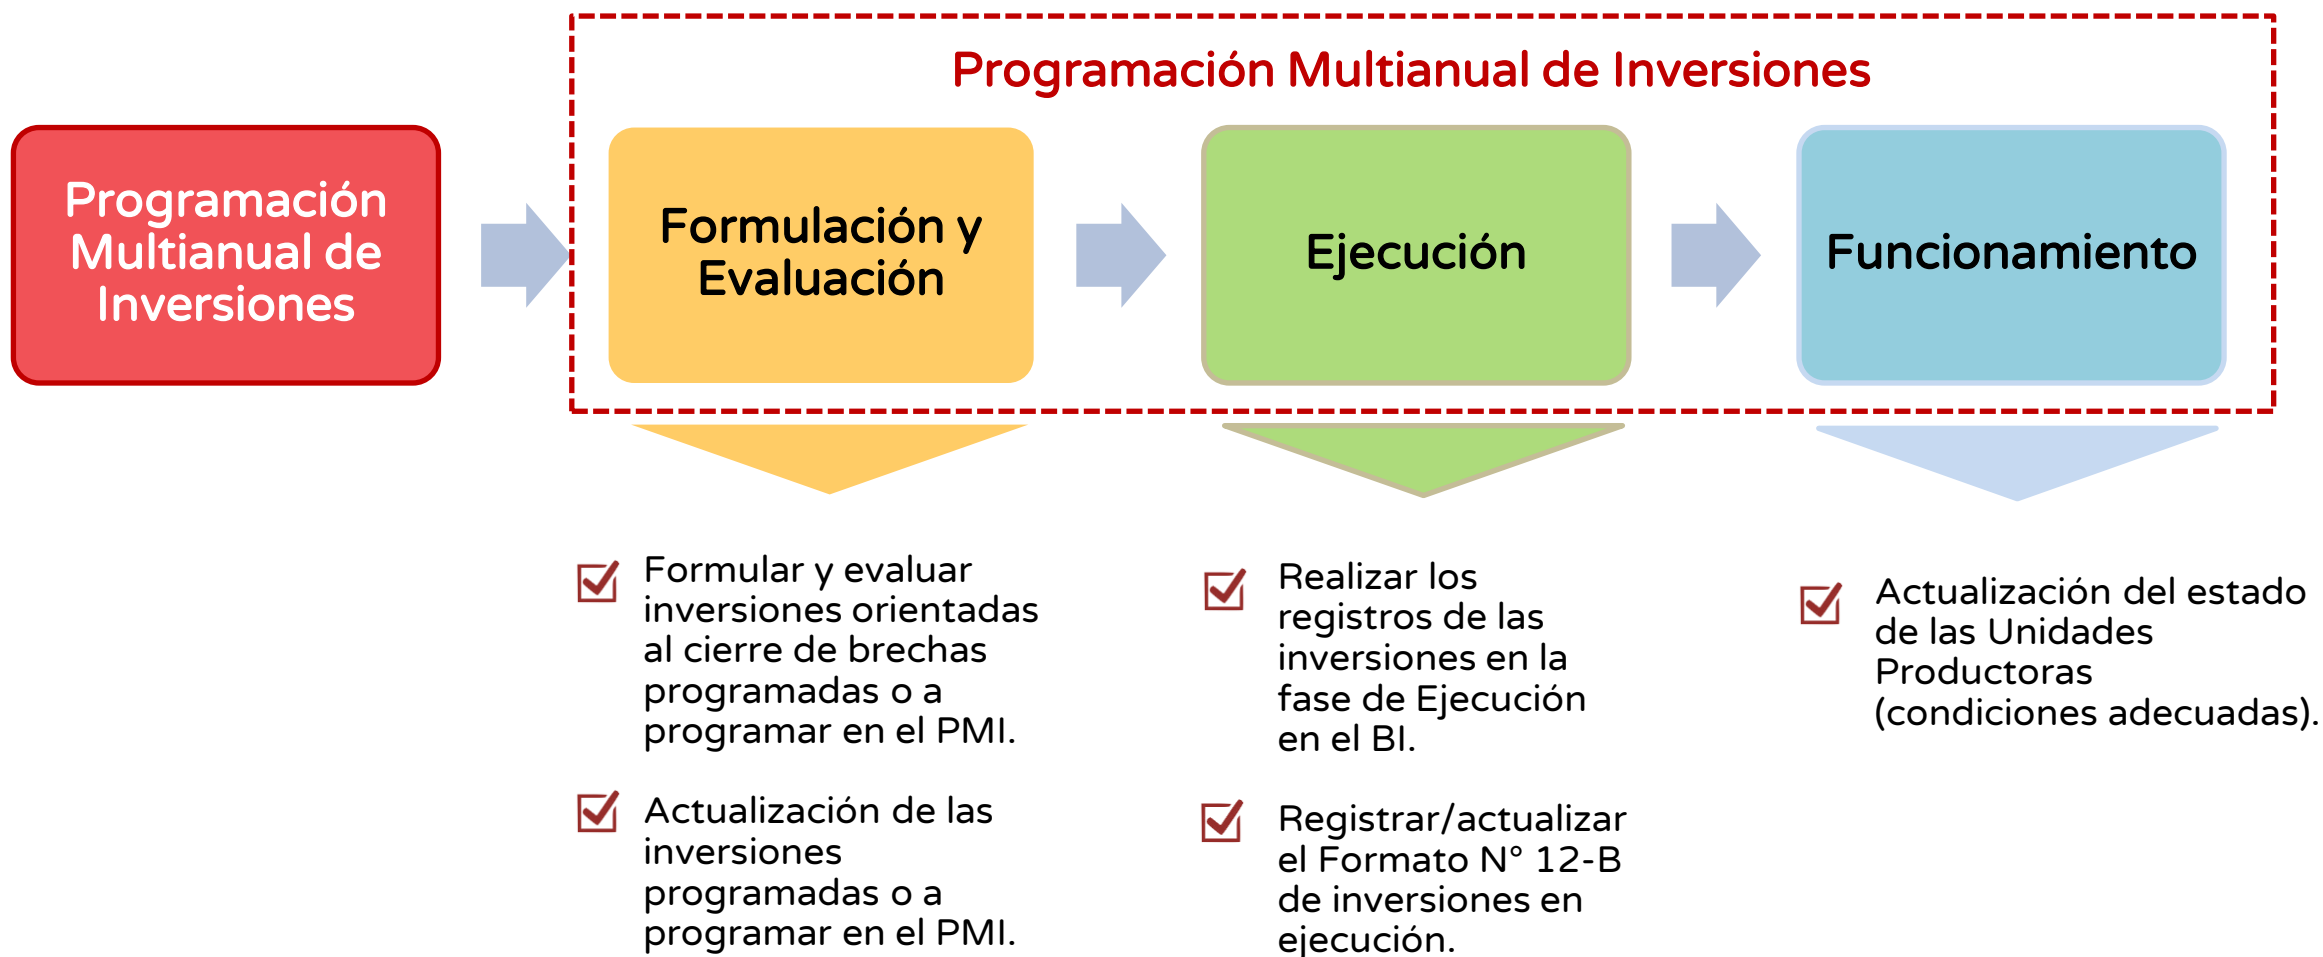 Programación Multianual de Inversiones
Programación
Multianual de
Inversiones
Formulación y
Evaluación
Ejecución
Funcionamiento
Formular y evaluar
inversiones orientadas
al cierre de brechas
programadas o a
programar en el PMI.
Actualización de las
inversiones
programadas o a
programar en el PMI.
Realizar los
registros de las
inversiones en la
fase de Ejecución
en el BI.
Registrar/actualizar
el Formato N° 12-B
de inversiones en
ejecución.
Actualización del estado
de las Unidades
Productoras
(condiciones adecuadas).